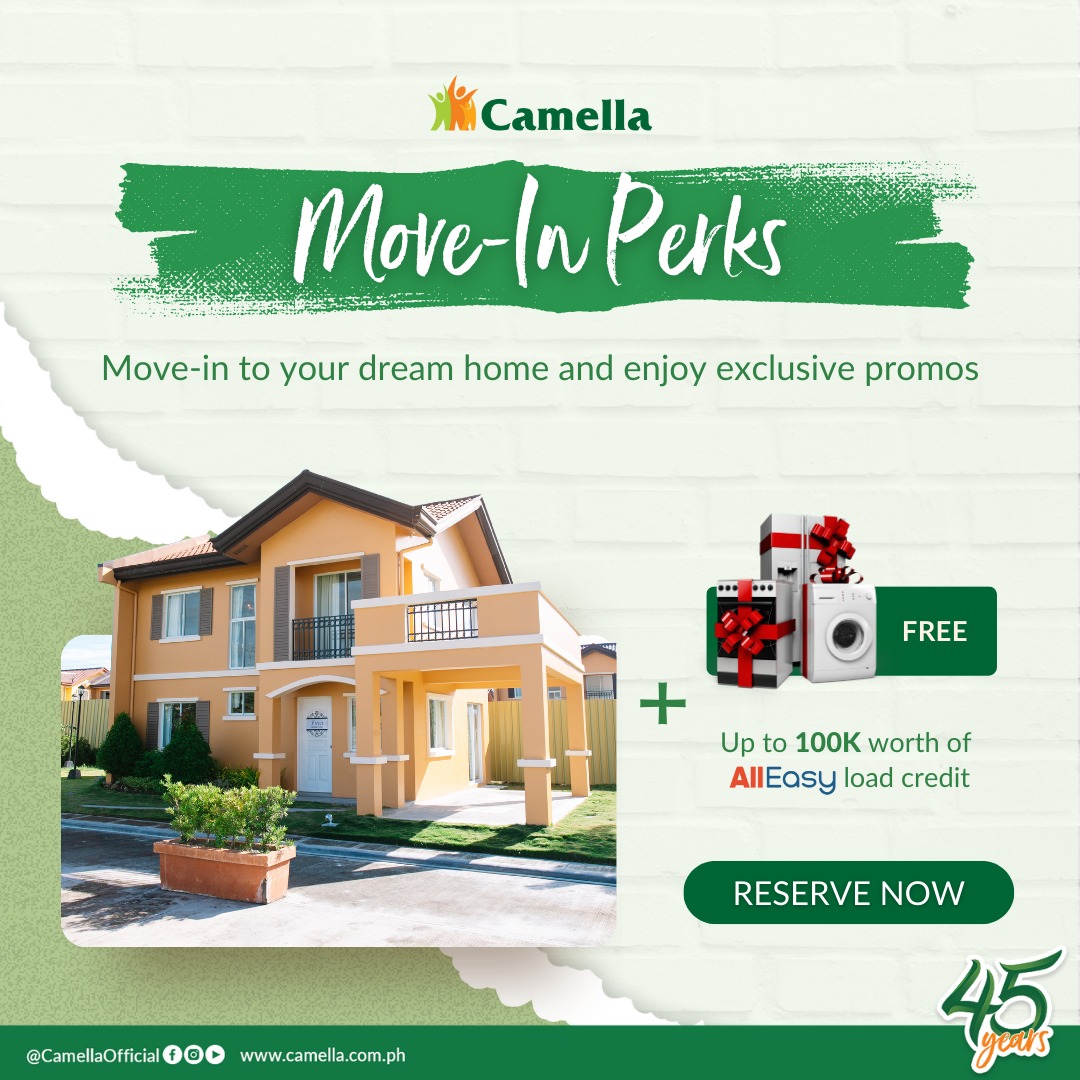 Camella
Move-In Perks
Move-in to your dream home and enjoy exclusive promos
FREE
+
Up to 100K worth of
AllEasy load credit
RESERVE NOW
45
years
@CamellaOfficial
www.camella.com.ph